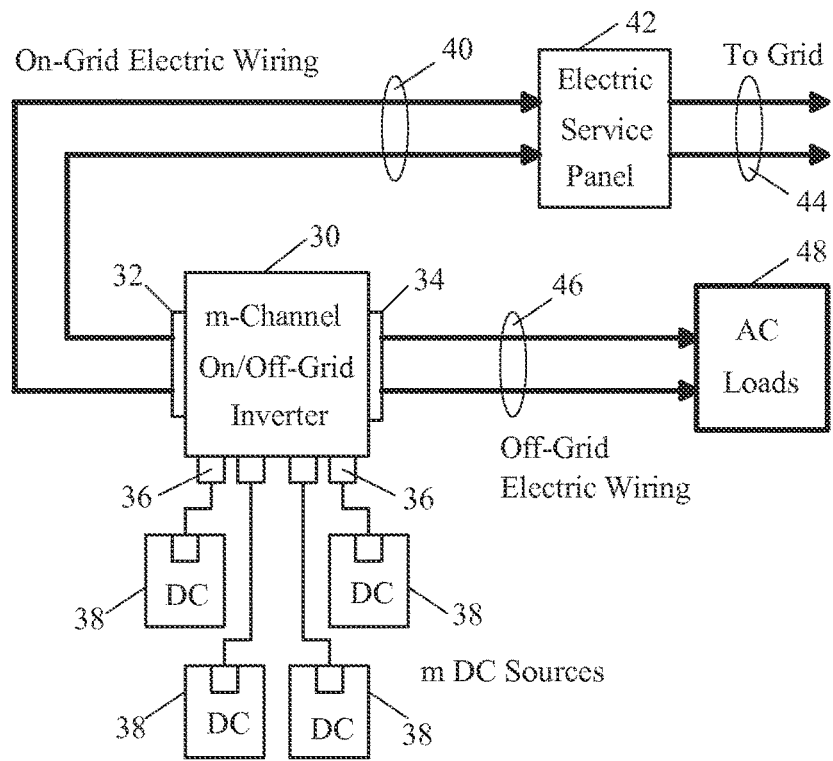 42
On-Grid Electric Wiring
40
To Grid
Electric
Service
Panel
44
30
32
34
46
48
m-Channel
On/Off-Grid
Inverter
AC
Loads
Off-Grid
Electric Wiring
36
36
DC
DC
38
38
m DC Sources
38
DC
DC
38